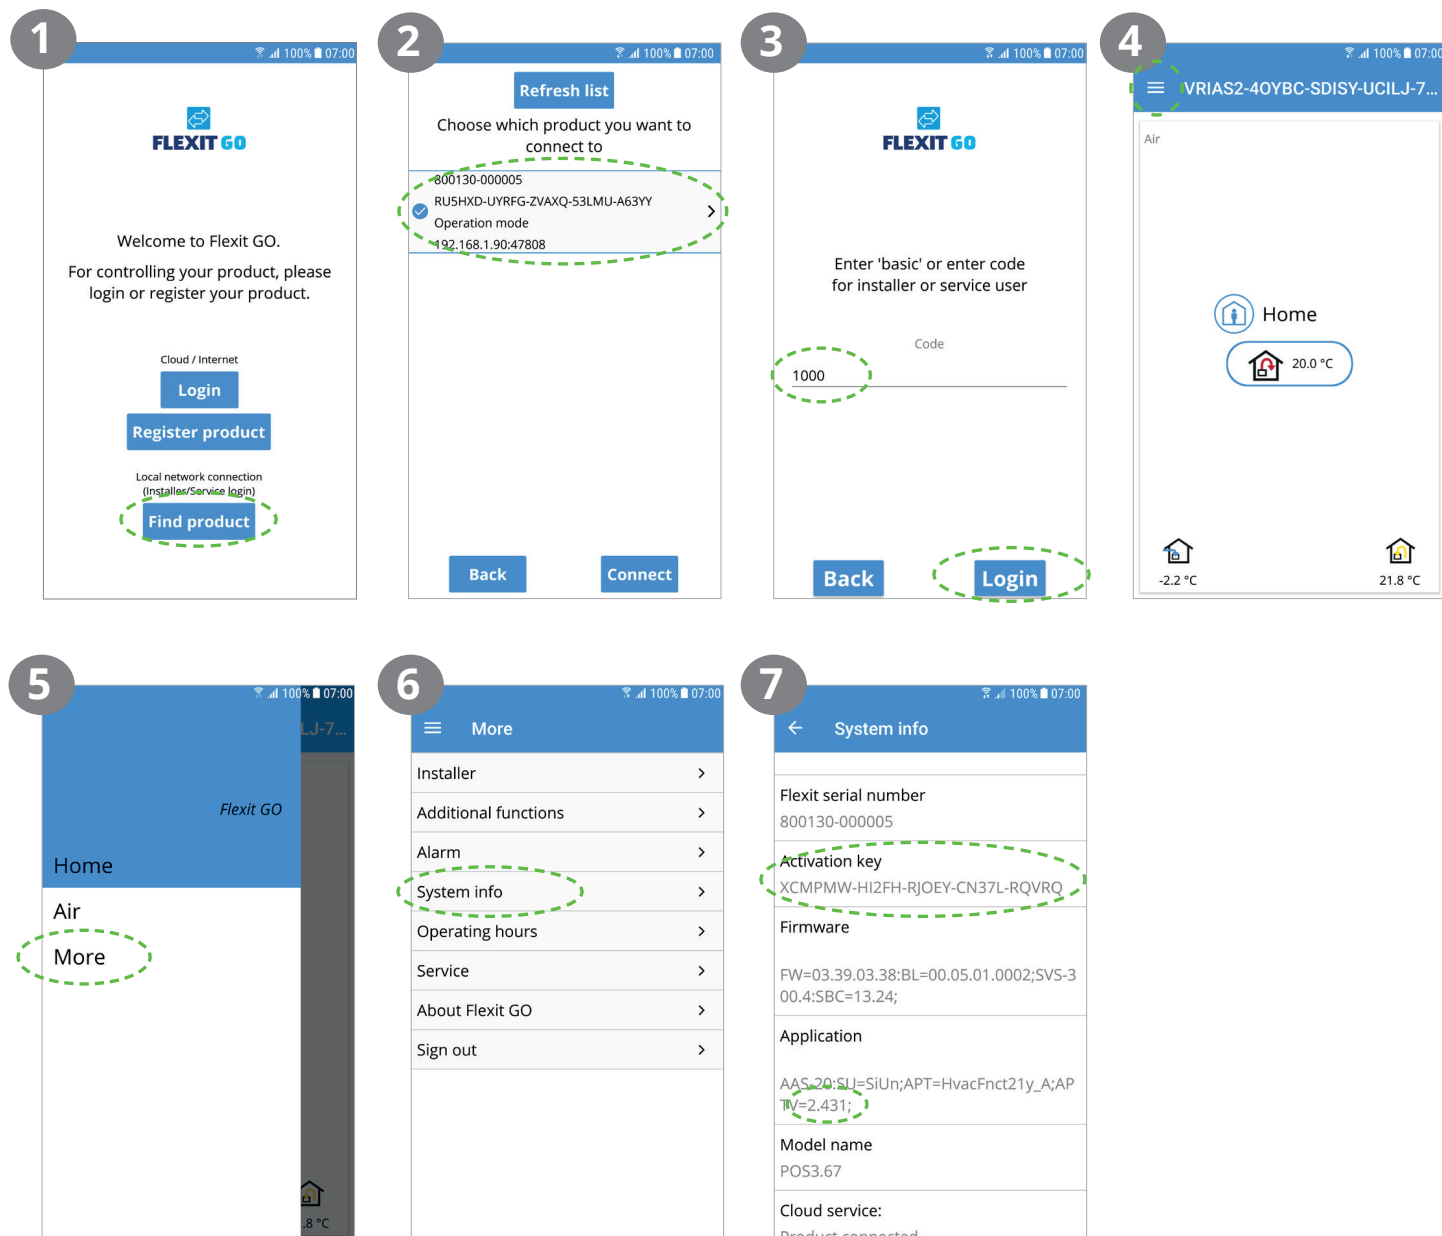 1
100% 07:00
FLEXIT GO
Welcome to Flexit GO.
For controlling your product, please
login or register your product.
Cloud / Internet
Login
Register product
Local network connection
(Installer/Service login)
Find product
2
100% 07:00
Refresh list
Choose which product you want to
connect to
800130-000005
RU5HXD-UYRFG-ZVAXQ-53LMU-A63YY
Operation mode
192.168.1.90:47808
Back
Connect
3
100% 07:00
FLEXIT GO
Enter 'basic' or enter code
for installer or service user
Code
1000
Back
Login
4
100% 07:00
VRIAS2-4OYBC-SDISY-UCILJ-7...
Air
Home
20.0 °C
-2.2 °C
21.8 °C
5
100% 07:00
LJ-7...
Flexit GO
Home
Air
More
.8 °C
6
100% 07:00
More
Installer
Additional functions
Alarm
System info
Operating hours
Service
About Flexit GO
Sign out
7
100% 07:00
System info
Flexit serial number
800130-000005
Activation key
XCMPMW-HI2FH-RJOEY-CN37L-RQVRQ
Firmware
FW=03.39.03.38:BL=00.05.01.0002;SVS-3
00.4:SBC=13.24;
Application
AAS-20:SU=SiUn;APT=HvacFnct21y_A;AP
TV=2.431;
Model name
POS3.67
Cloud service:
Product connected